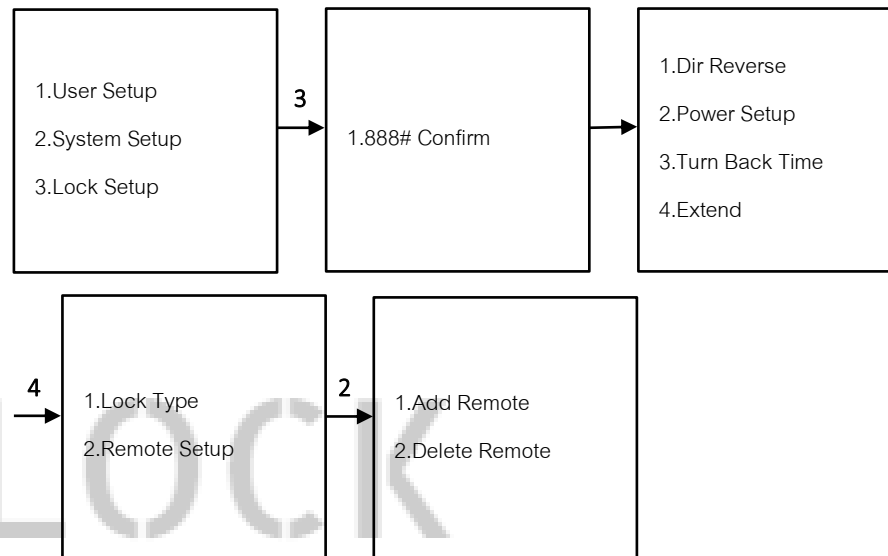 1.User Setup
2.System Setup
3.Lock Setup
3
1.888# Confirm
1.Dir Reverse
2.Power Setup
3.Turn Back Time
4.Extend
4
1.Lock Type
2.Remote Setup
2
1.Add Remote
2.Delete Remote
LOCK